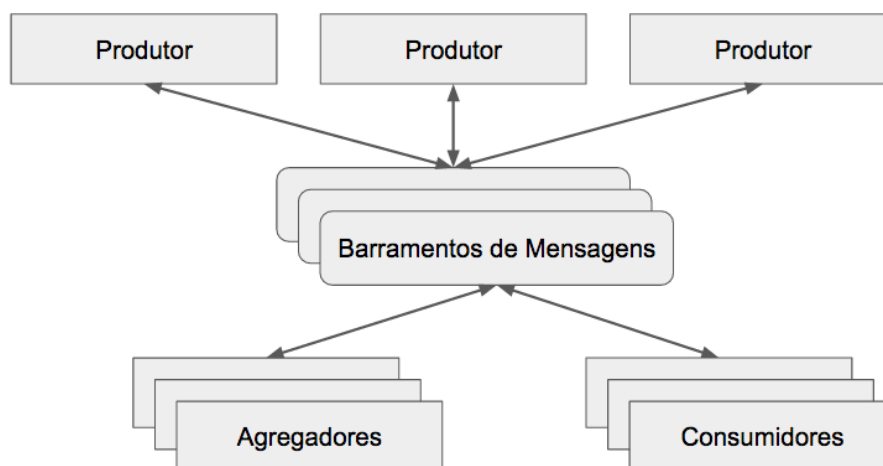 Produtor
Produtor
Produtor
Barramentos de Mensagens
Agregadores
Consumidores